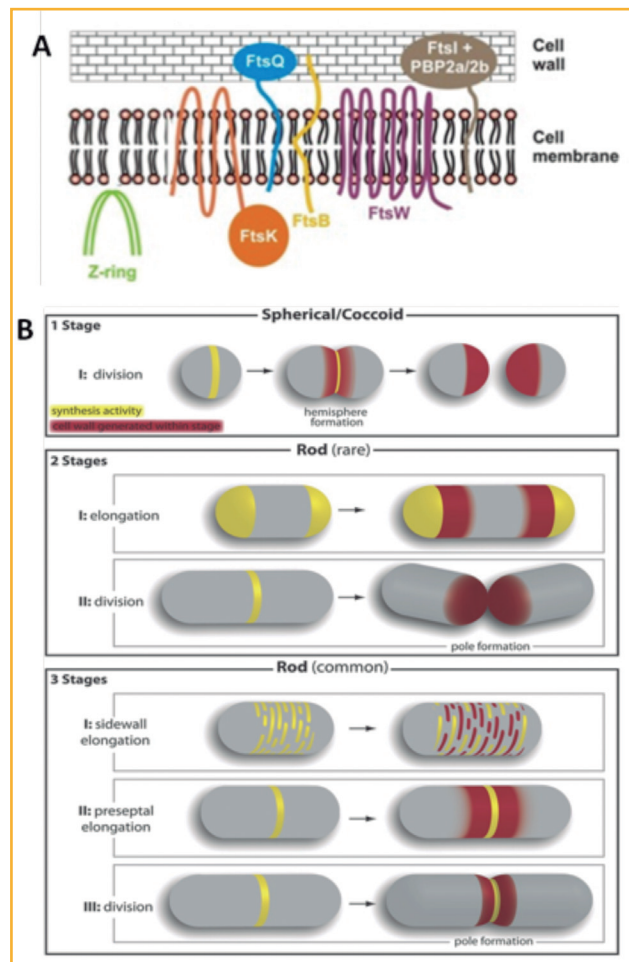 A
FtsQ
FtsI +
PBP2a/2b
Cell
wall
Cell
membrane
FtsK
FtsB
FtsW
Z-ring
B
Spherical/Coccoid
1 Stage
I: division
synthesis activity
cell wall generated within stage
hemisphere
formation
Rod (rare)
2 Stages
I: elongation
II: division
pole formation
Rod (common)
3 Stages
I: sidewall
elongation
II: preseptal
elongation
III: division
pole formation